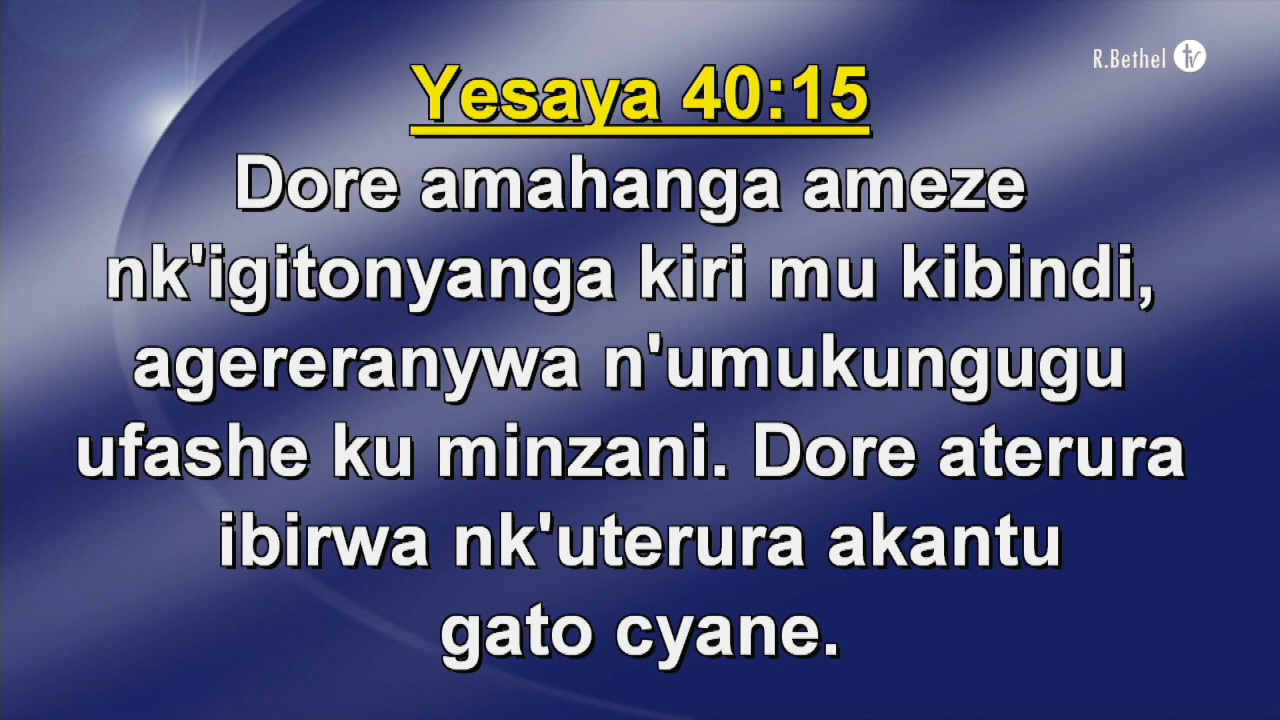 R.Bethel tv
Yesaya 40:15
Dore amahanga ameze
nk'igitonyanga kiri mu kibindi,
agereranywa n'umukungugu
ufashe ku minzani. Dore aterura
ibirwa nk'uterura akantu
gato cyane.